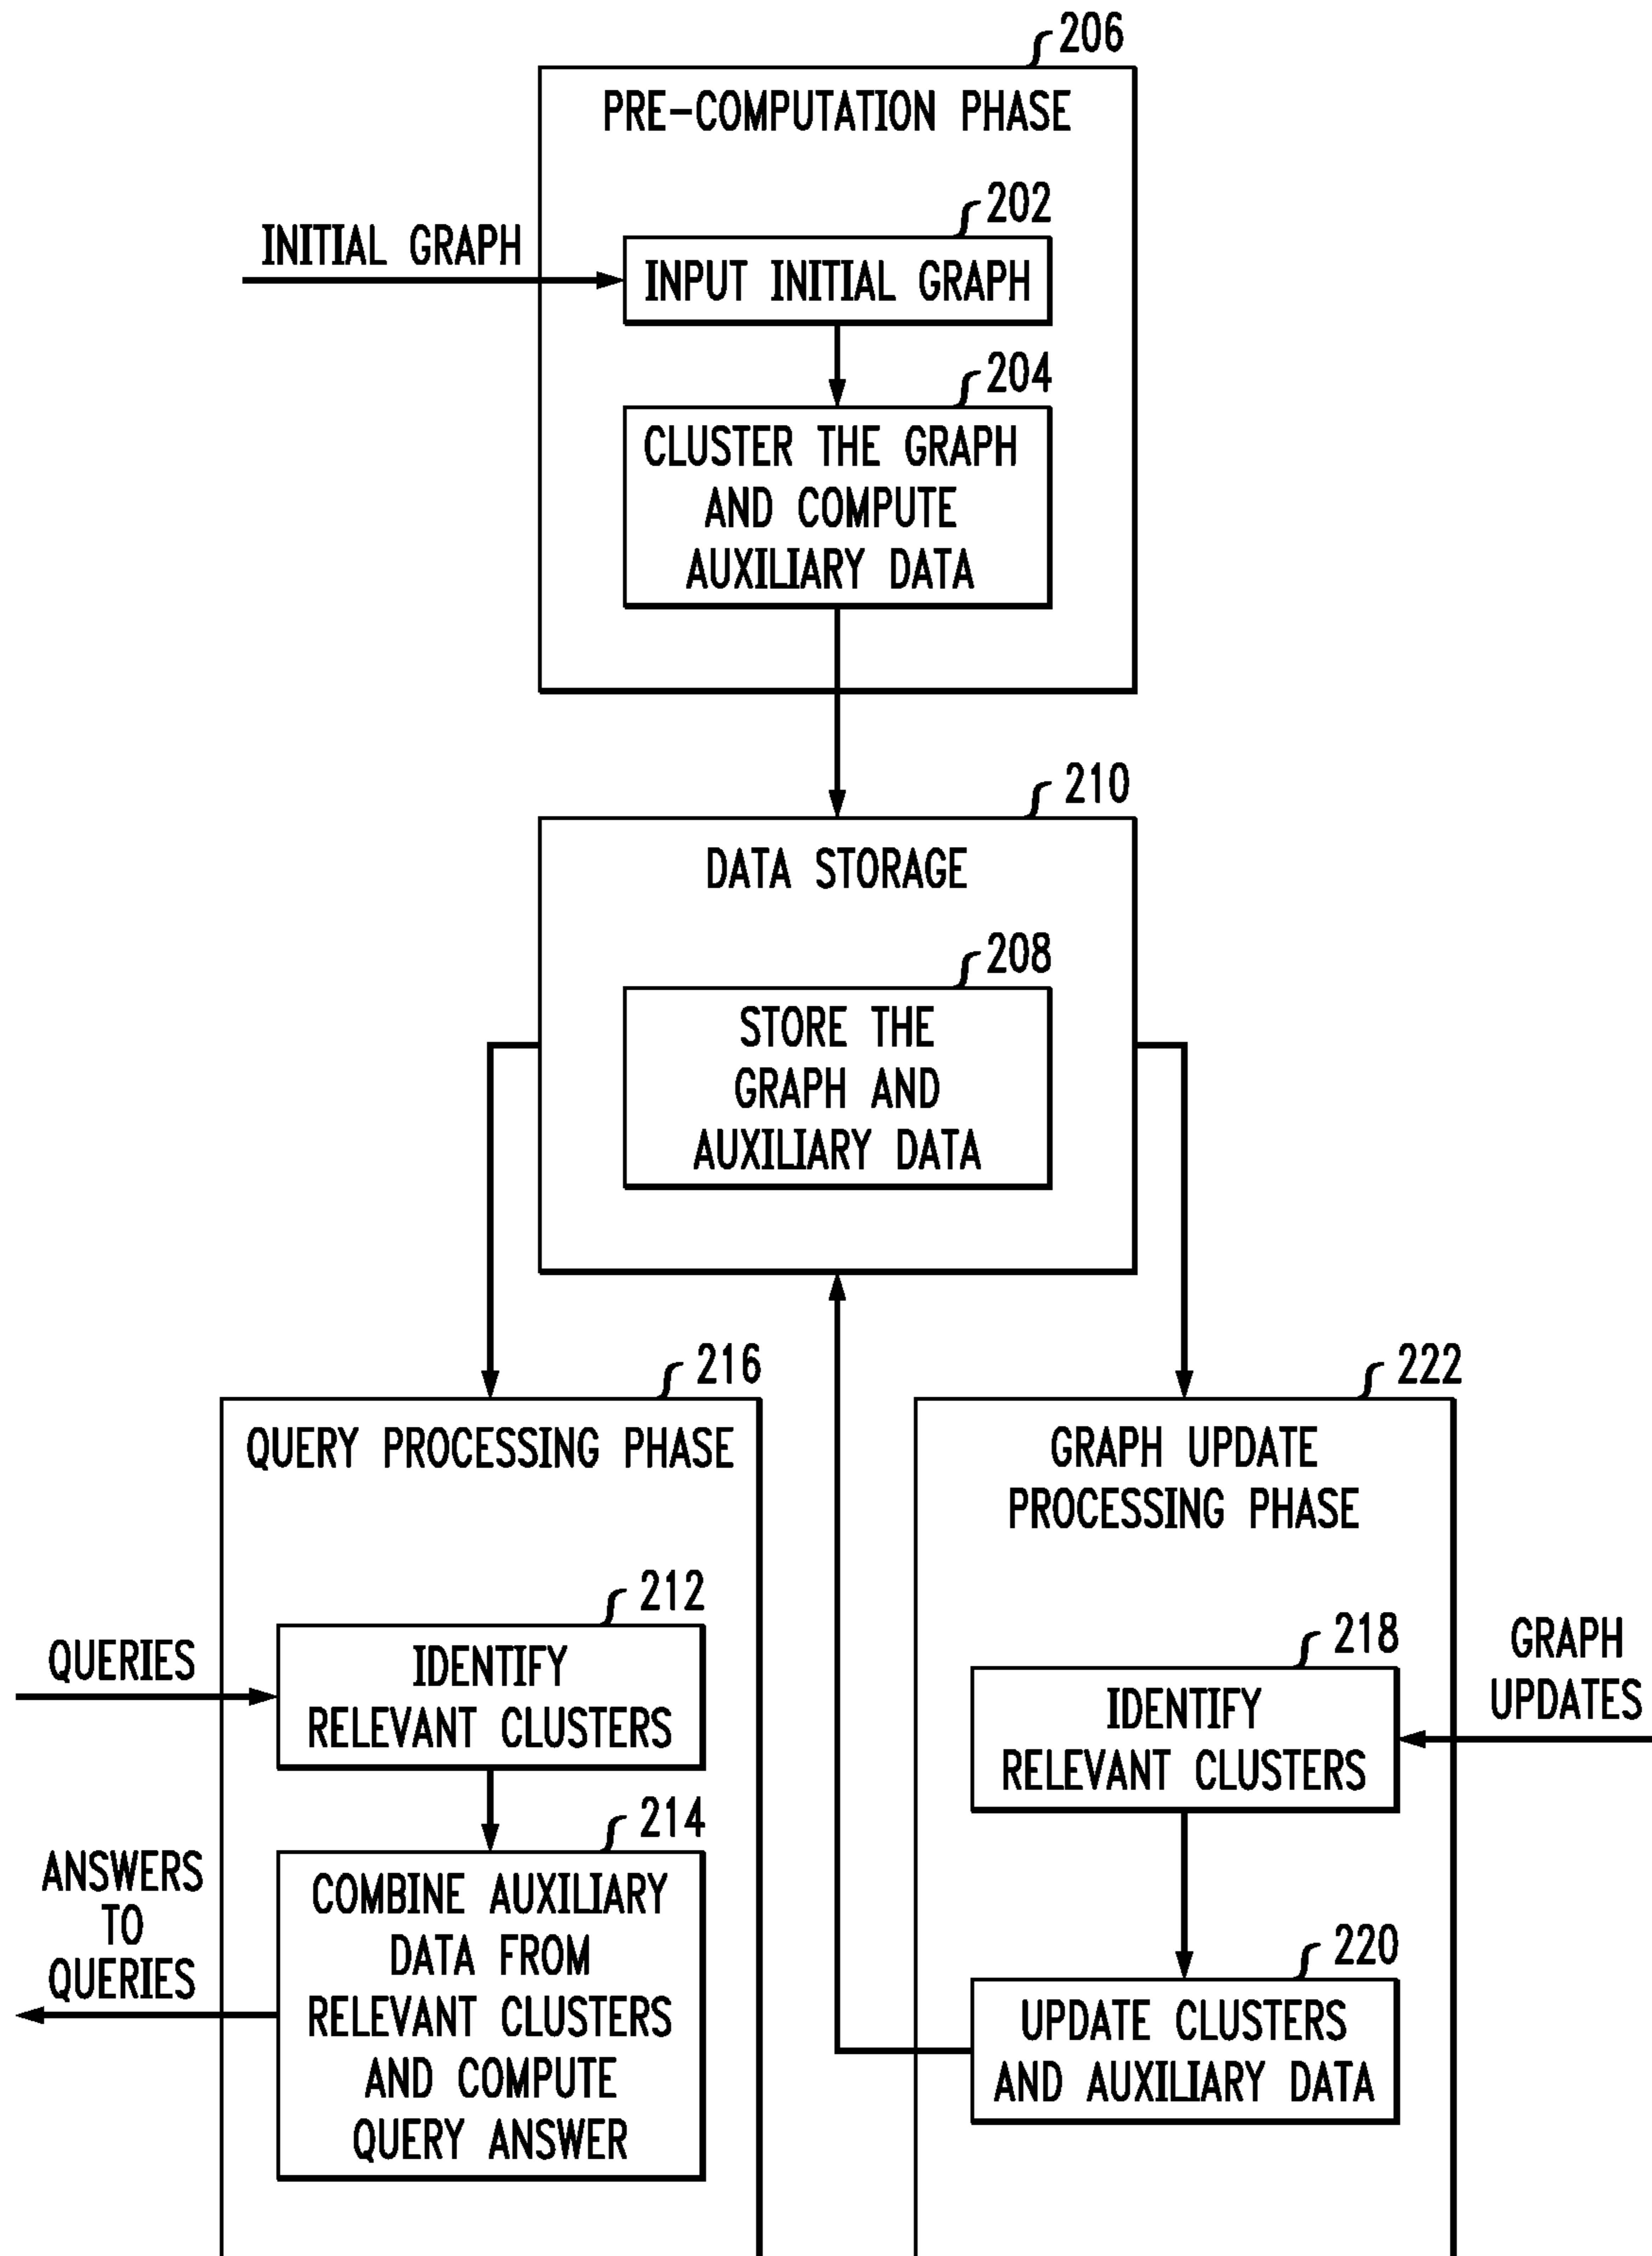 206
PRE-COMPUTATION PHASE
202
INITIAL GRAPH
INPUT INITIAL GRAPH
204
CLUSTER THE GRAPH
AND COMPUTE
AUXILIARY DATA
210
DATA STORAGE
208
STORE THE
GRAPH AND
AUXILIARY DATA
216
QUERY PROCESSING PHASE
212
QUERIES
IDENTIFY
RELEVANT CLUSTERS
214
ANSWERS
TO
QUERIES
COMBINE AUXILIARY
DATA FROM
RELEVANT CLUSTERS
AND COMPUTE
QUERY ANSWER
222
GRAPH UPDATE
PROCESSING PHASE
218
GRAPH
UPDATES
IDENTIFY
RELEVANT CLUSTERS
220
UPDATE CLUSTERS
AND AUXILIARY DATA